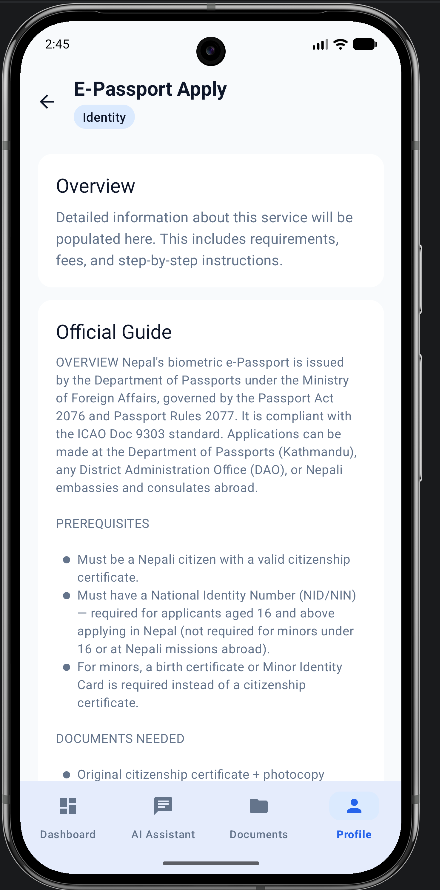 2:45
E-Passport Apply
Identity
Overview
Detailed information about this service will be
populated here. This includes requirements,
fees, and step-by-step instructions.
Official Guide
OVERVIEW Nepal's biometric e-Passport is issued
by the Department of Passports under the Ministry
of Foreign Affairs, governed by the Passport Act
2076 and Passport Rules 2077. It is compliant with
the ICAO Doc 9303 standard. Applications can be
made at the Department of Passports (Kathmandu),
any District Administration Office (DAO), or Nepali
embassies and consulates abroad.
PREREQUISITES
● Must be a Nepali citizen with a valid citizenship
certificate.
● Must have a National Identity Number (NID/NIN)
— required for applicants aged 16 and above
applying in Nepal (not required for minors under
16 or at Nepali missions abroad).
● For minors, a birth certificate or Minor Identity
Card is required instead of a citizenship
certificate.
DOCUMENTS NEEDED
● Original citizenship certificate + photocopy
Dashboard AI Assistant Documents Profile